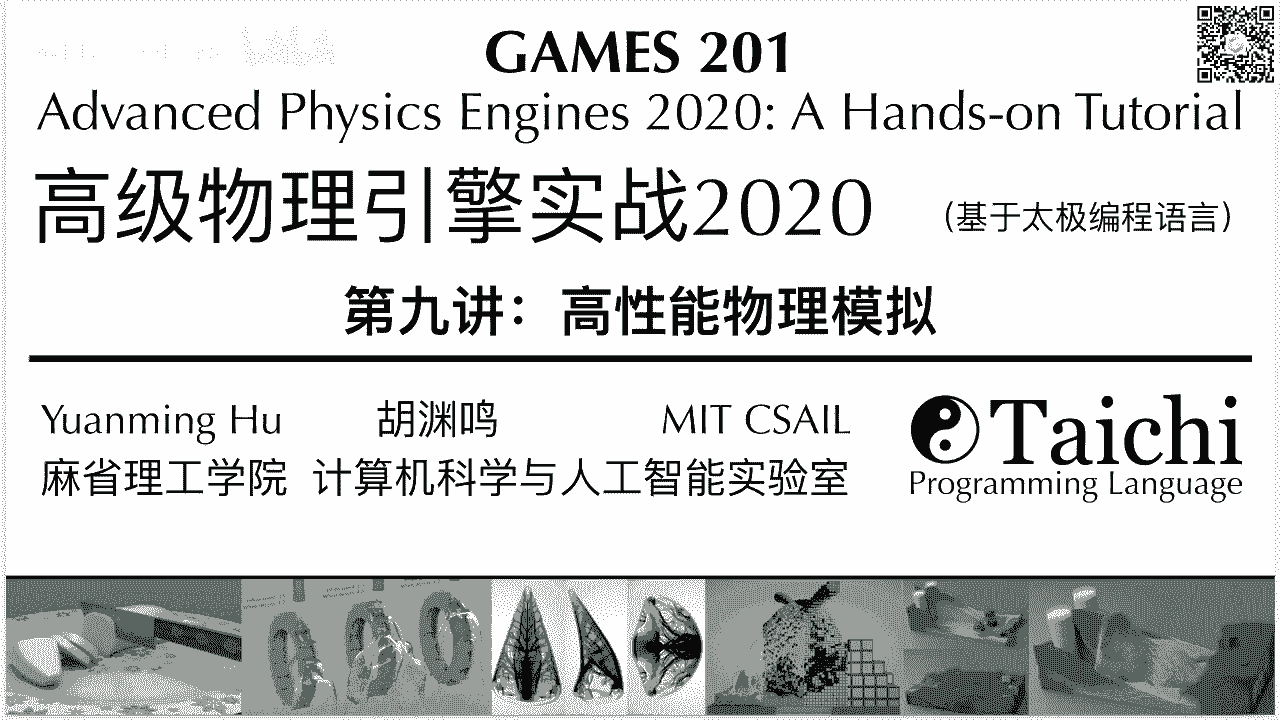 GAMES 201
Advanced Physics Engines 2020: A Hands-on Tutorial
高级物理引擎实战2020 (基于太极编程语言)
第九讲：高性能物理模拟
Yuanming Hu 胡渊鸣 MIT CSAIL
麻省理工学院 计算机科学与人工智能实验室
Taichi
Programming Language